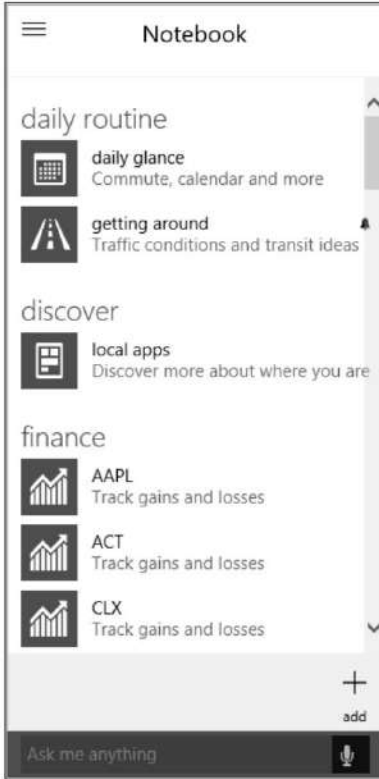 Notebook
daily routine
daily glance
Commute, calendar and more
getting around
Traffic conditions and transit ideas
discover
local apps
Discover more about where you are
finance
AAPL
Track gains and losses
ACT
Track gains and losses
CLX
Track gains and losses
add
Ask me anything